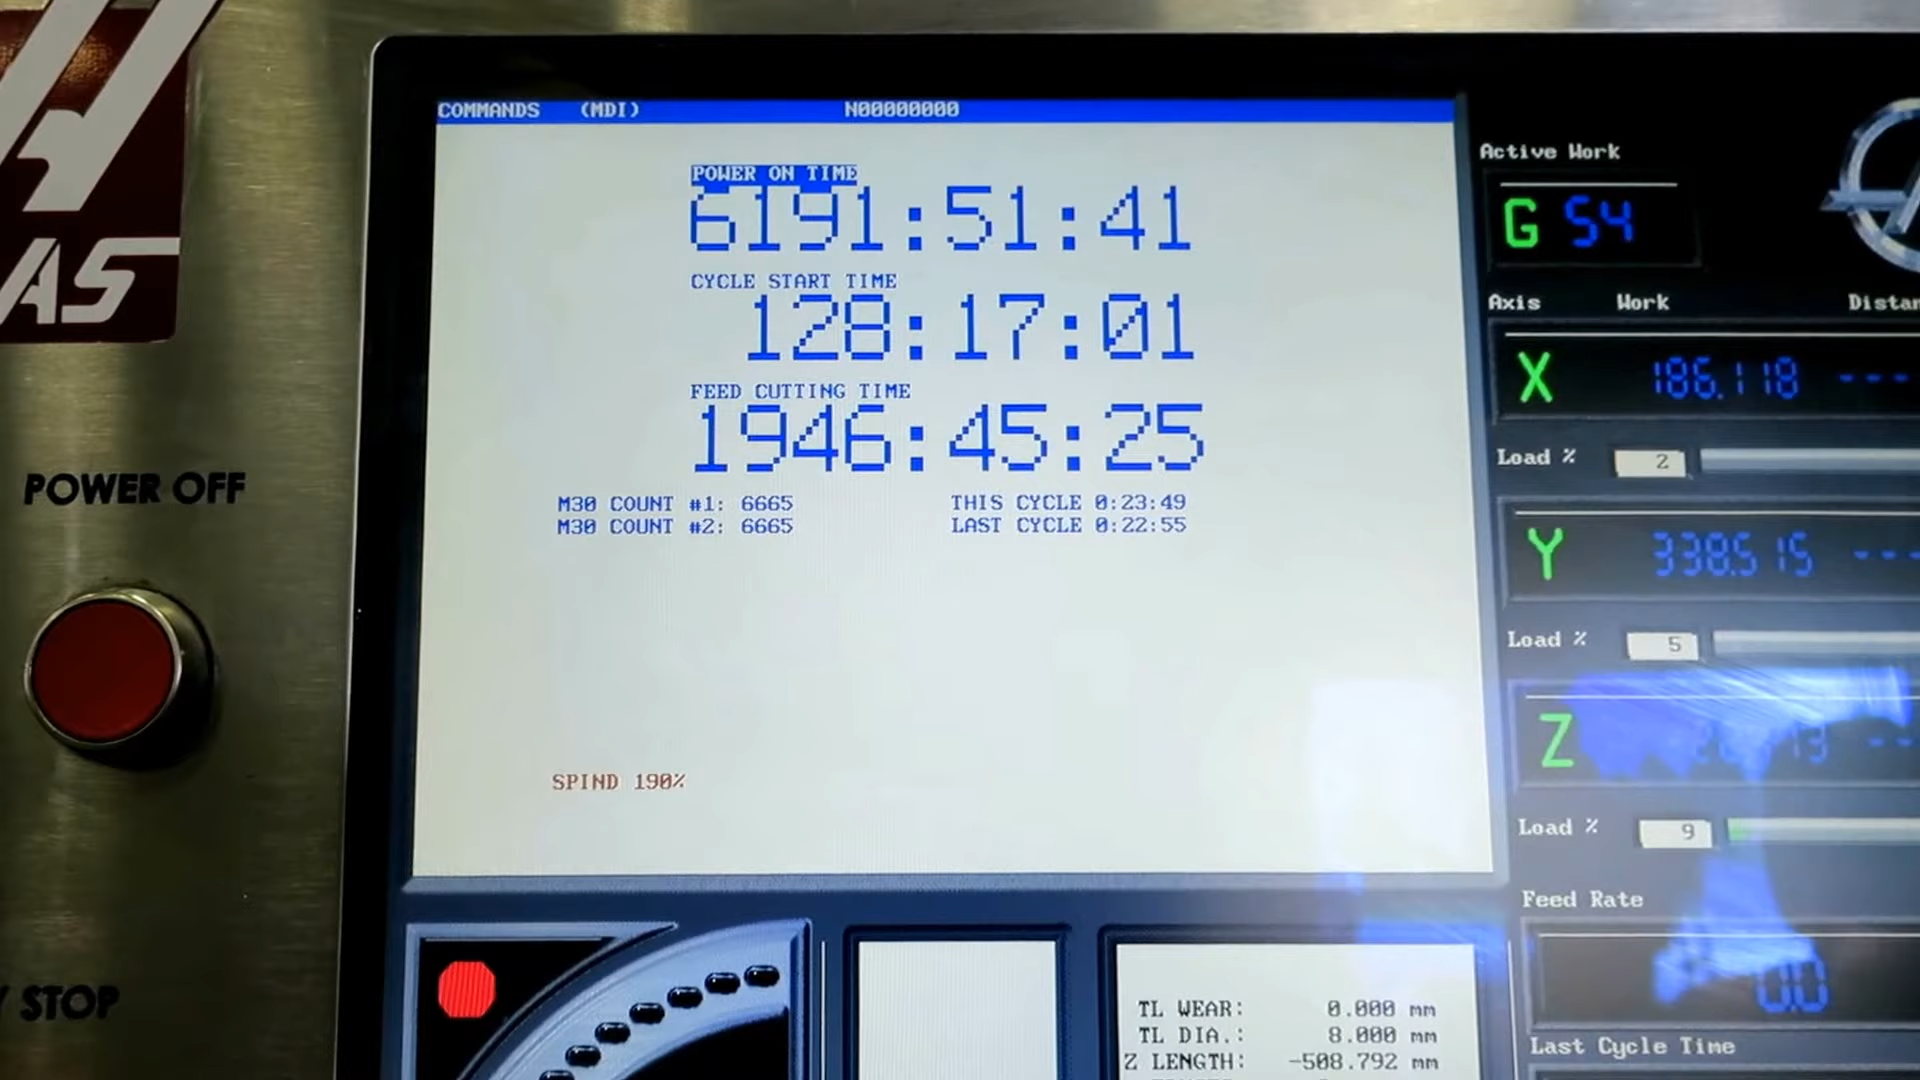 COMMANDS (MDI) N00000000
POWER ON TIME
6191:51:41
CYCLE START TIME
128:17:01
FEED CUTTING TIME
1946:45:25
M30 COUNT #1: 6665 THIS CYCLE 0:23:49
M30 COUNT #2: 6665 LAST CYCLE 0:22:55
SPIND 190%
TL WEAR: 0.000 mm
TL DIA.: 8.000 mm
Z LENGTH: -508.792 mm
Active Work
G 54
Axis Work
X 186.118
Load % 2
Y 338.515
Load % 5
Z
Load % 9
Feed Rate
0.0
Last Cycle Time
AS
POWER OFF
STOP